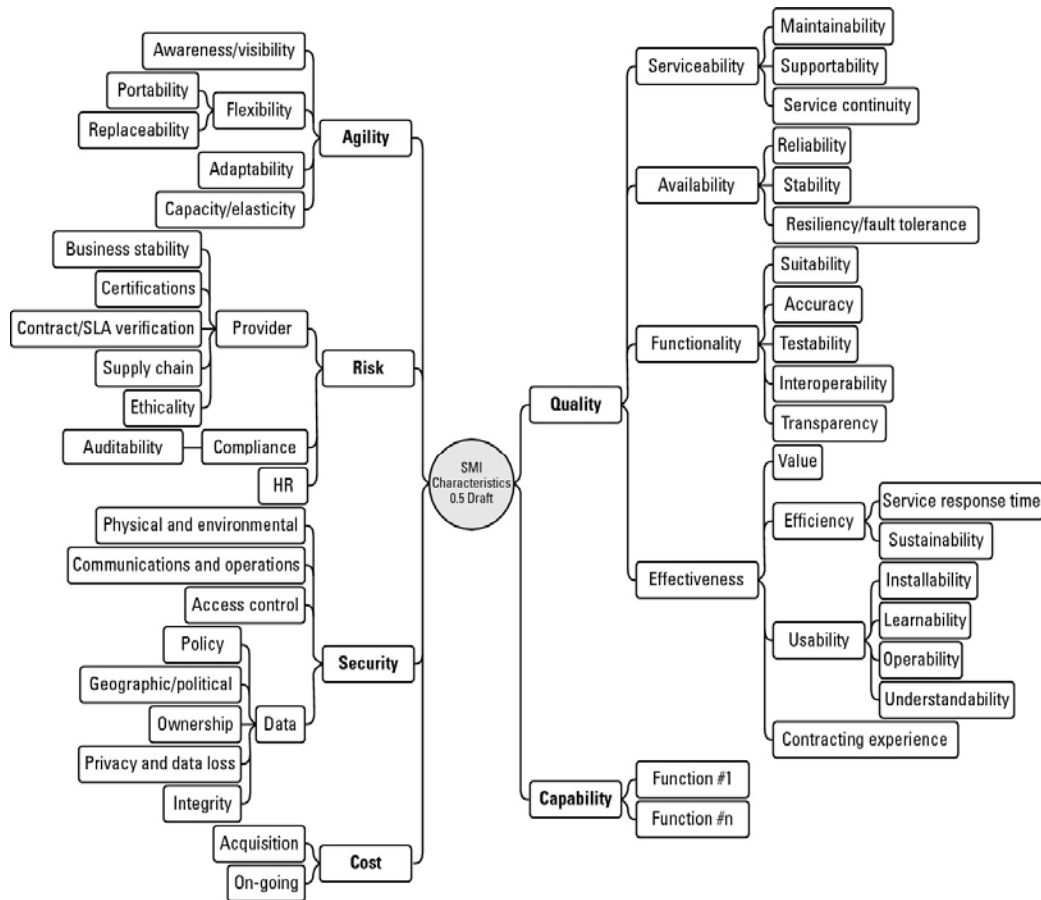 Awareness/visibility
Portability
Flexibility
Replaceability
Agility
Adaptability
Capacity/elasticity
Business stability
Certifications
Contract/SLA verification
Provider
Supply chain
Risk
Ethicality
Auditability
Compliance
HR
Physical and environmental
Communications and operations
Access control
Policy
Security
Geographic/political
Ownership
Data
Privacy and data loss
Integrity
Acquisition
Cost
On-going
SMI
Characteristics
0.5 Draft
Maintainability
Serviceability
Supportability
Service continuity
Reliability
Availability
Stability
Resiliency/fault tolerance
Suitability
Accuracy
Functionality
Testability
Interoperability
Quality
Transparency
Value
Service response time
Efficiency
Sustainability
Effectiveness
Installability
Learnability
Usability
Operability
Understandability
Contracting experience
Function #1
Capability
Function #n